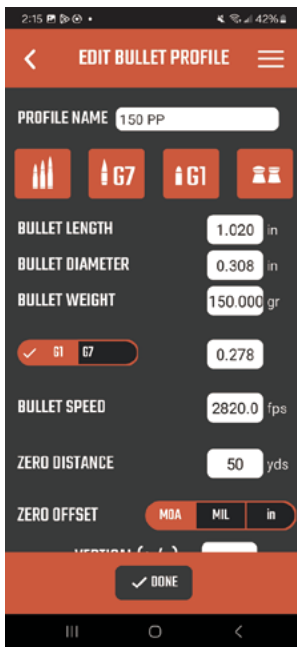 2:15 42%
EDIT BULLET PROFILE
PROFILE NAME 150 PP
G7 G1
BULLET LENGTH 1.020 in
BULLET DIAMETER 0.308 in
BULLET WEIGHT 150.000 gr
G1 G7 0.278
BULLET SPEED 2820.0 fps
ZERO DISTANCE 50 yds
ZERO OFFSET MOA MIL in
DONE